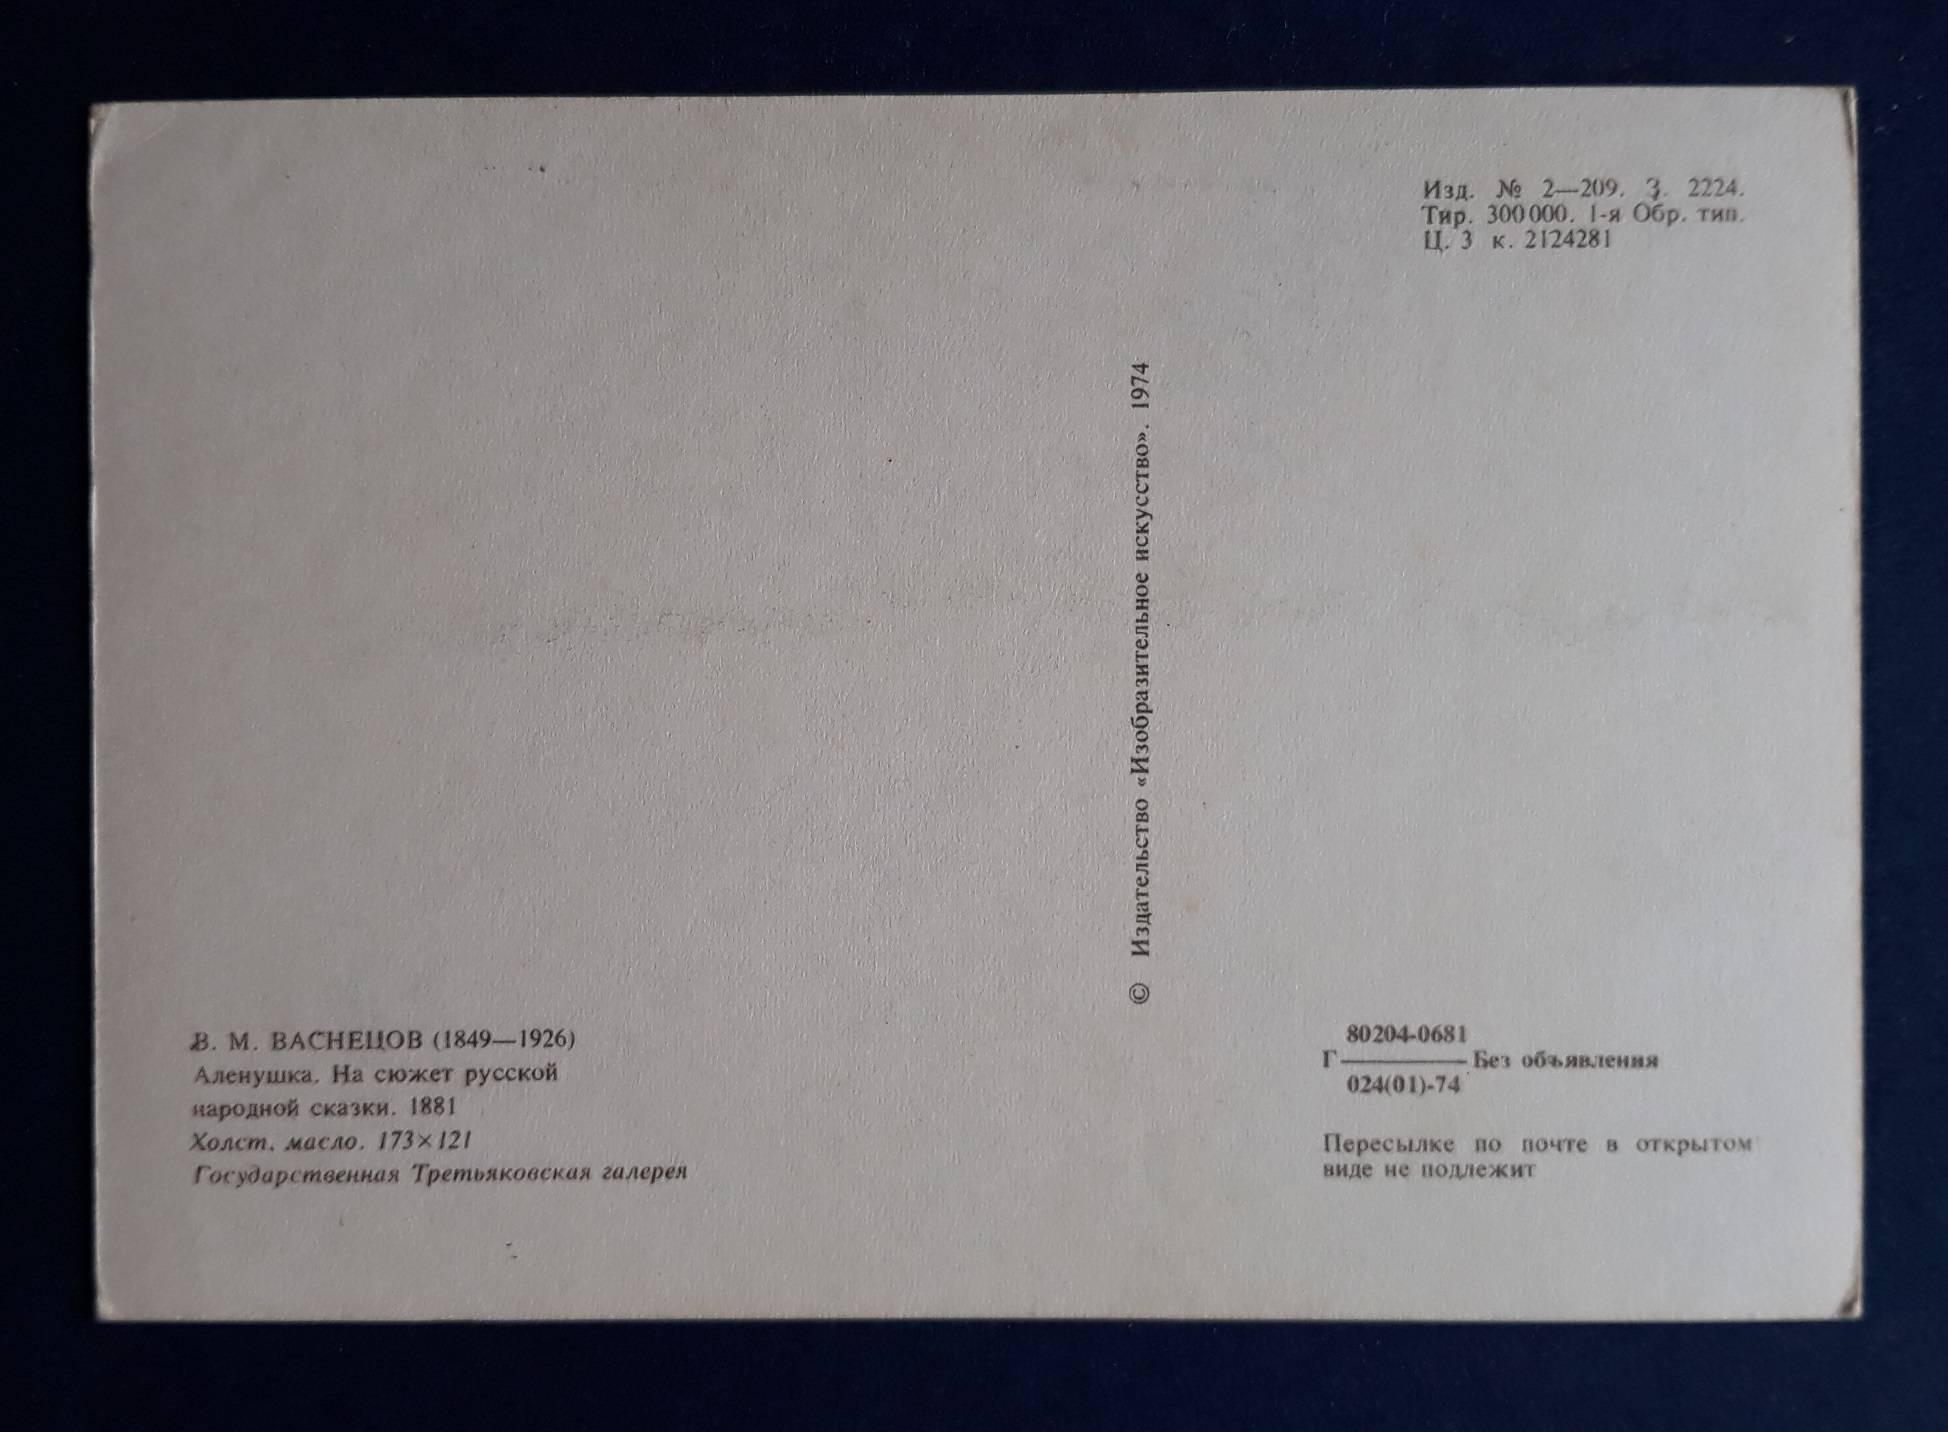 Изд. № 2—209. З. 2224.
Тир. 300 000. 1-я Обр. тип.
Ц. 3 к. 2124281
© Издательство «Изобразительное искусство». 1974
В. М. ВАСНЕЦОВ (1849—1926)
Аленушка. На сюжет русской
народной сказки. 1881
Холст, масло. 173×121
Государственная Третьяковская галерея
80204-0681
Г ——— Без объявления
024(01)-74
Пересылке по почте в открытом
виде не подлежит